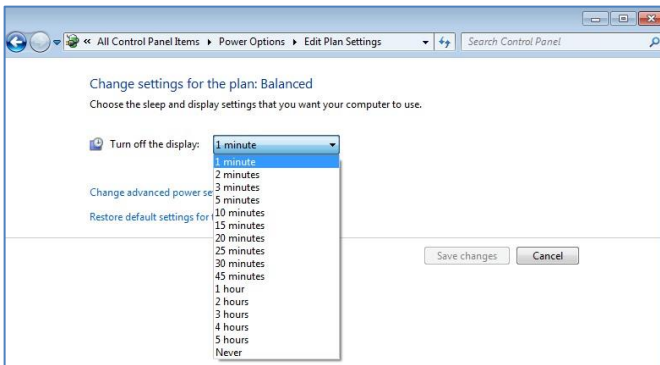 « All Control Panel Items ▸ Power Options ▸ Edit Plan Settings
Search Control Panel
Change settings for the plan: Balanced
Choose the sleep and display settings that you want your computer to use.
Turn off the display: 1 minute
1 minute
2 minutes
3 minutes
5 minutes
10 minutes
15 minutes
20 minutes
25 minutes
30 minutes
45 minutes
1 hour
2 hours
3 hours
4 hours
5 hours
Never
Change advanced power se
Restore default settings for
Save changes Cancel